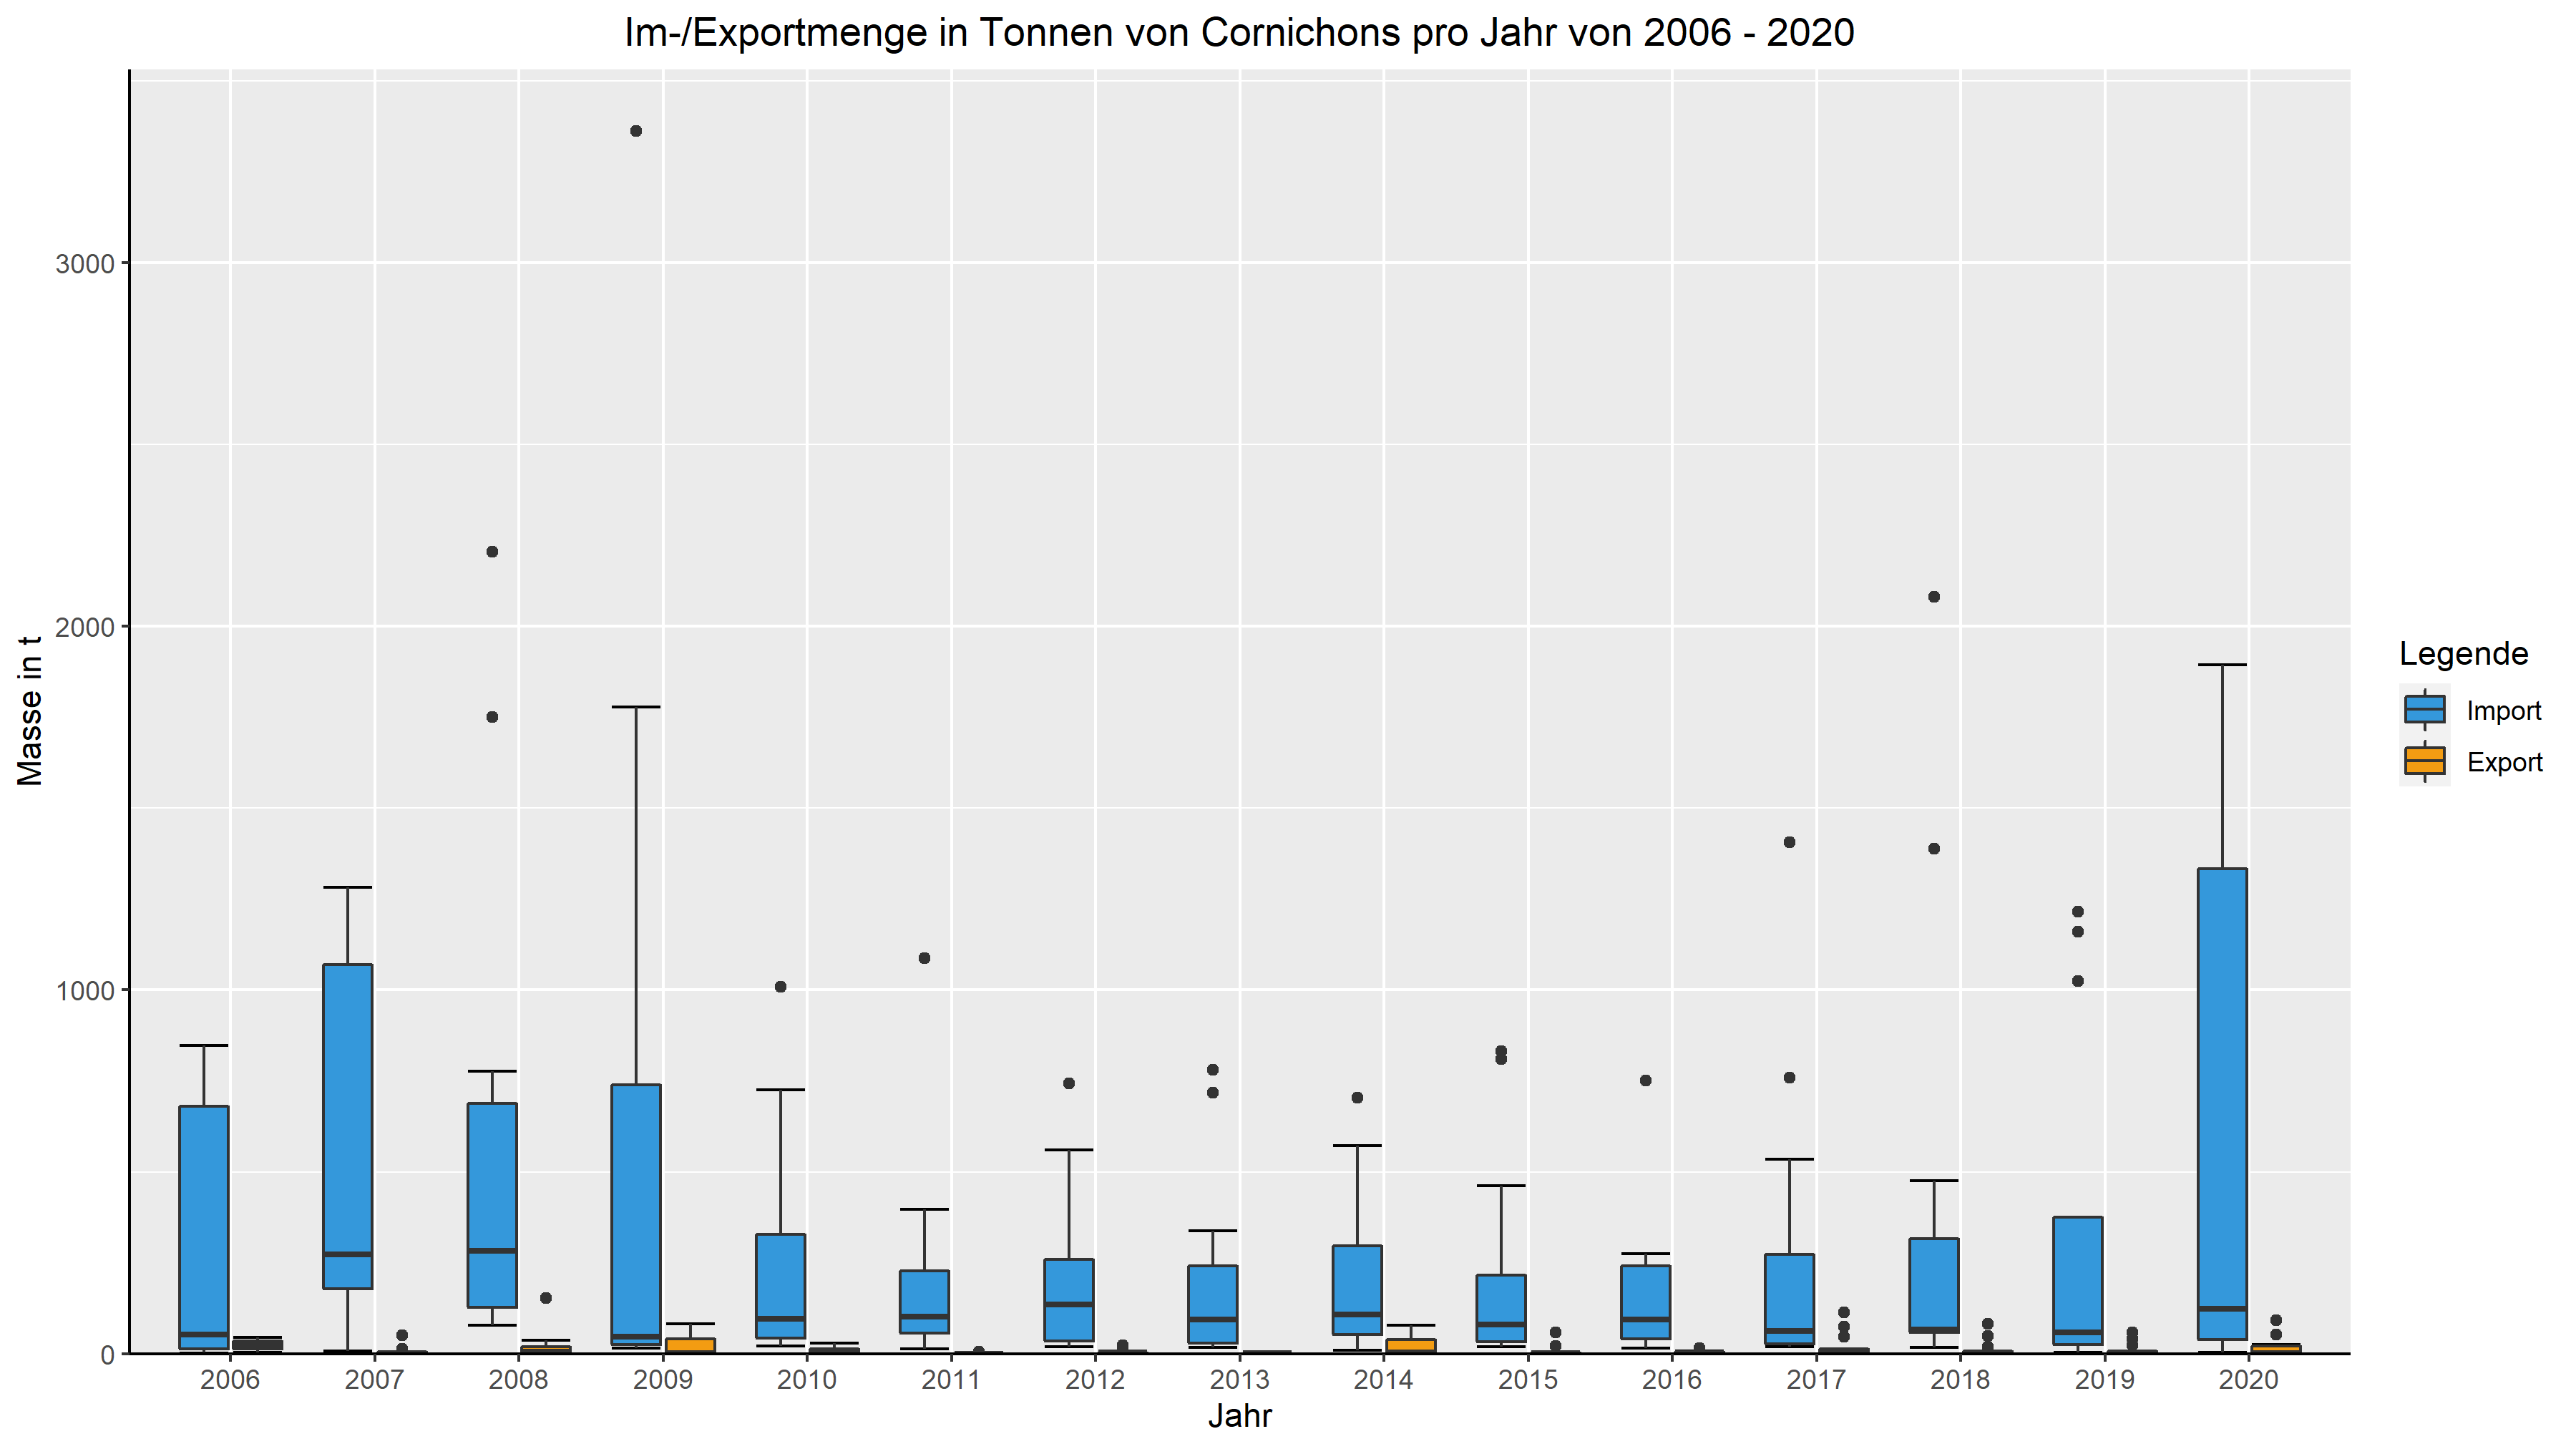 Im-/Exportmenge in Tonnen von Cornichons pro Jahr von 2006 - 2020
Masse in t
3000
2000
1000
0
2006 2007 2008 2009 2010 2011 2012 2013 2014 2015 2016 2017 2018 2019 2020
Jahr
Legende
Import
Export